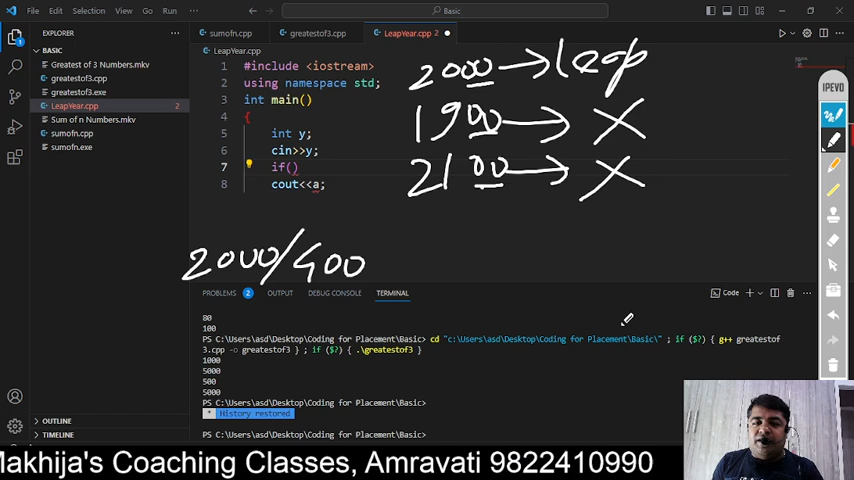 File Edit Selection View Go Run ··· Basic
EXPLORER ···
BASIC
Greatest of 3 Numbers.mkv
greatestof3.cpp
greatestof3.exe
LeapYear.cpp 2
Sum of n Numbers.mkv
sumofn.cpp
sumofn.exe
OUTLINE
TIMELINE
sumofn.cpp greatestof3.cpp LeapYear.cpp 2
LeapYear.cpp
1 #include <iostream>
2 using namespace std;
3 int main()
4 {
5 int y;
6 cin>>y;
7 if()
8 cout<<a;
2000 → leap
1900 → X
2100 → X
2000/400
IPEVO
PROBLEMS 2 OUTPUT DEBUG CONSOLE TERMINAL Code
80
100
PS C:\Users\asd\Desktop\Coding for Placement\Basic> cd "c:\Users\asd\Desktop\Coding for Placement\Basic\" ; if ($?) { g++ greatestof
3.cpp -o greatestof3 } ; if ($?) { .\greatestof3 }
1000
5000
500
5000
PS C:\Users\asd\Desktop\Coding for Placement\Basic>
* History restored
PS C:\Users\asd\Desktop\Coding for Placement\Basic>
Makhija's Coaching Classes, Amravati 9822410990